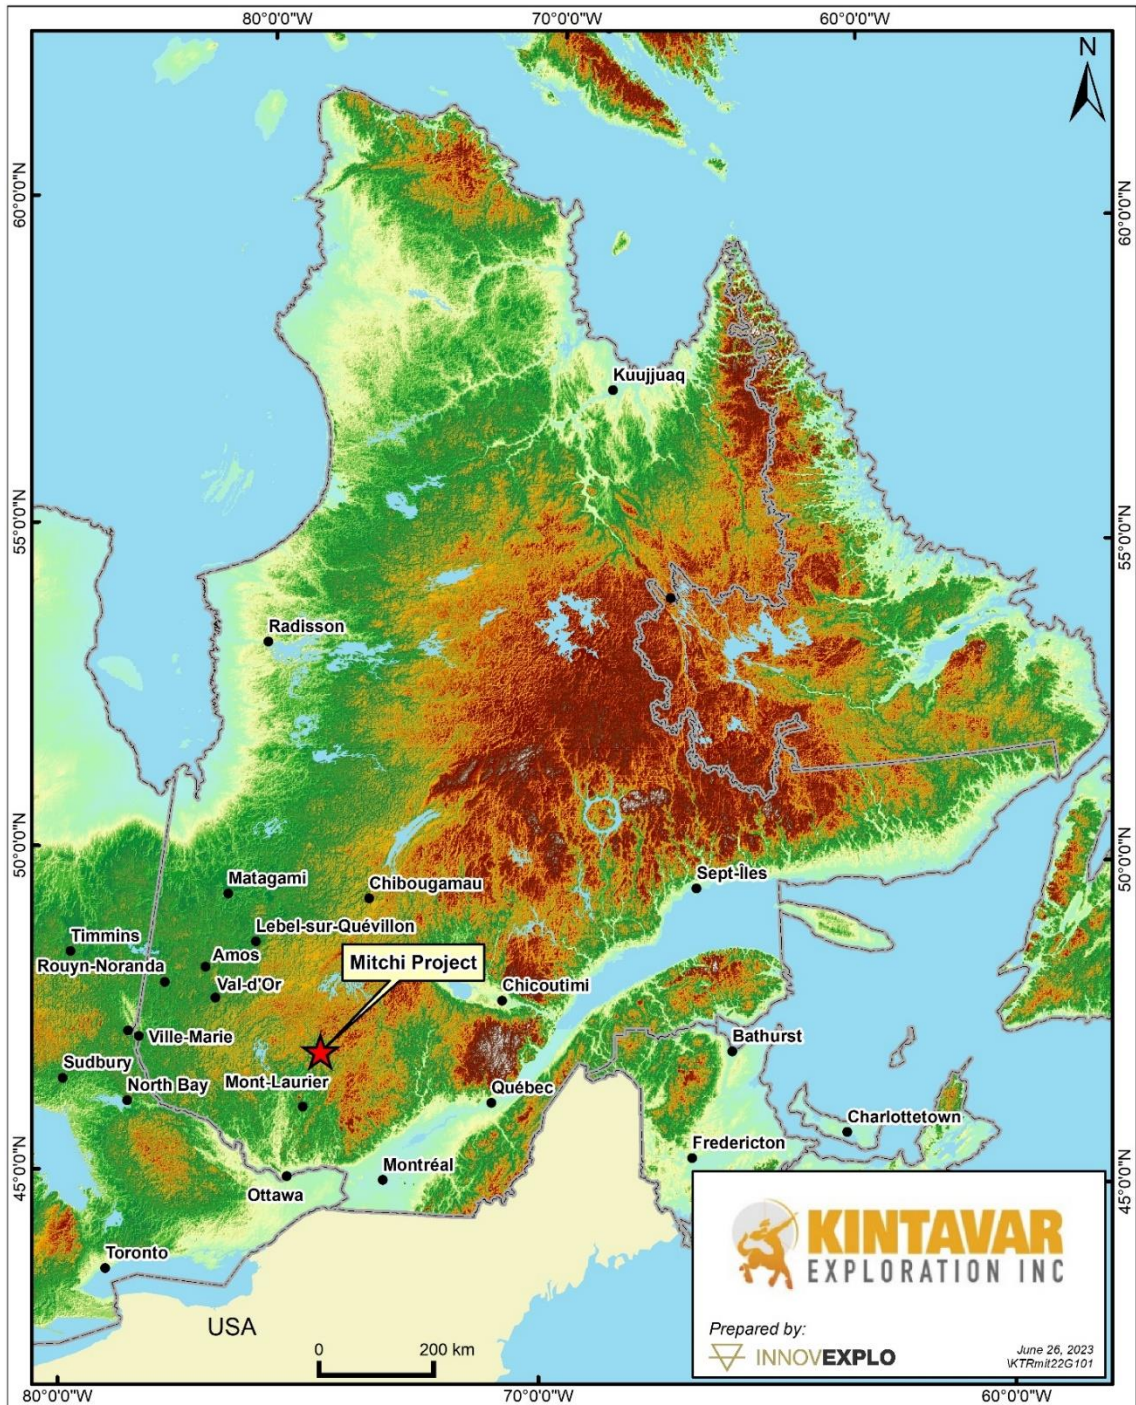 80°0'0"W
70°0'0"W
60°0'0"W
N
60°0'0"N
60°0'0"N
Kuujjuaq
55°0'0"N
55°0'0"N
Radisson
50°0'0"N
50°0'0"N
Matagami
Chibougamau
Sept-Îles
Timmins
Lebel-sur-Quévillon
Amos
Rouyn-Noranda
Mitchi Project
Val-d'Or
Chicoutimi
Ville-Marie
Bathurst
Sudbury
Mont-Laurier
North Bay
Québec
Charlottetown
Fredericton
45°0'0"N
45°0'0"N
Montréal
Ottawa
Toronto
KINTAVAR
EXPLORATION INC
USA
0
200 km
Prepared by:
INNOVEXPLO
June 26, 2023
\KTRmit22G101
80°0'0"W
70°0'0"W
60°0'0"W